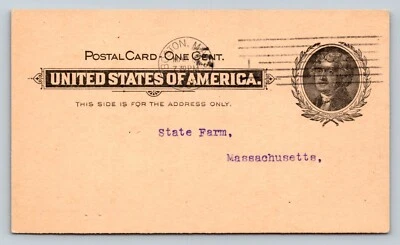 POSTAL CARD - ONE CENT.
UNITED STATES OF AMERICA.
THIS SIDE IS FOR THE ADDRESS ONLY.
State Farm,
Massachusetts,